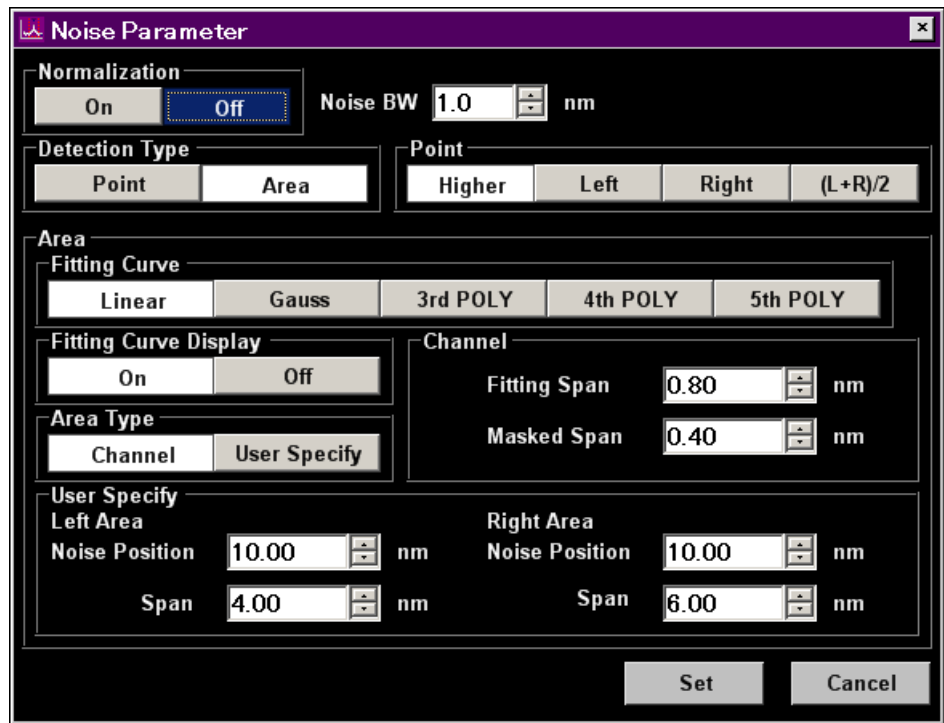 Noise Parameter
Normalization
On Off Noise BW 1.0 nm
Detection Type Point
Point Area Higher Left Right (L+R)/2
Area
Fitting Curve
Linear Gauss 3rd POLY 4th POLY 5th POLY
Fitting Curve Display Channel
On Off Fitting Span 0.80 nm
Area Type
Channel User Specify Masked Span 0.40 nm
User Specify
Left Area Right Area
Noise Position 10.00 nm Noise Position 10.00 nm
Span 4.00 nm Span 6.00 nm
Set Cancel